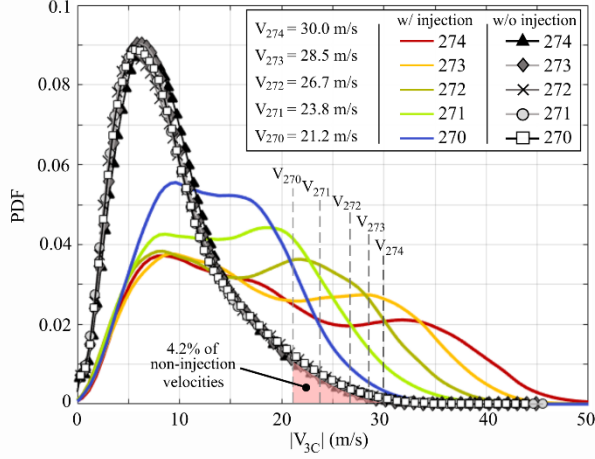 0.1
0.08
0.06
0.04
0.02
0
PDF
V274 = 30.0 m/s
V273 = 28.5 m/s
V272 = 26.7 m/s
V271 = 23.8 m/s
V270 = 21.2 m/s
w/ injection
274
273
272
271
270
w/o injection
274
273
272
271
270
V270
V271
V272
V273
V274
4.2% of
non-injection
velocities
0 10 20 30 40 50
|V3C| (m/s)